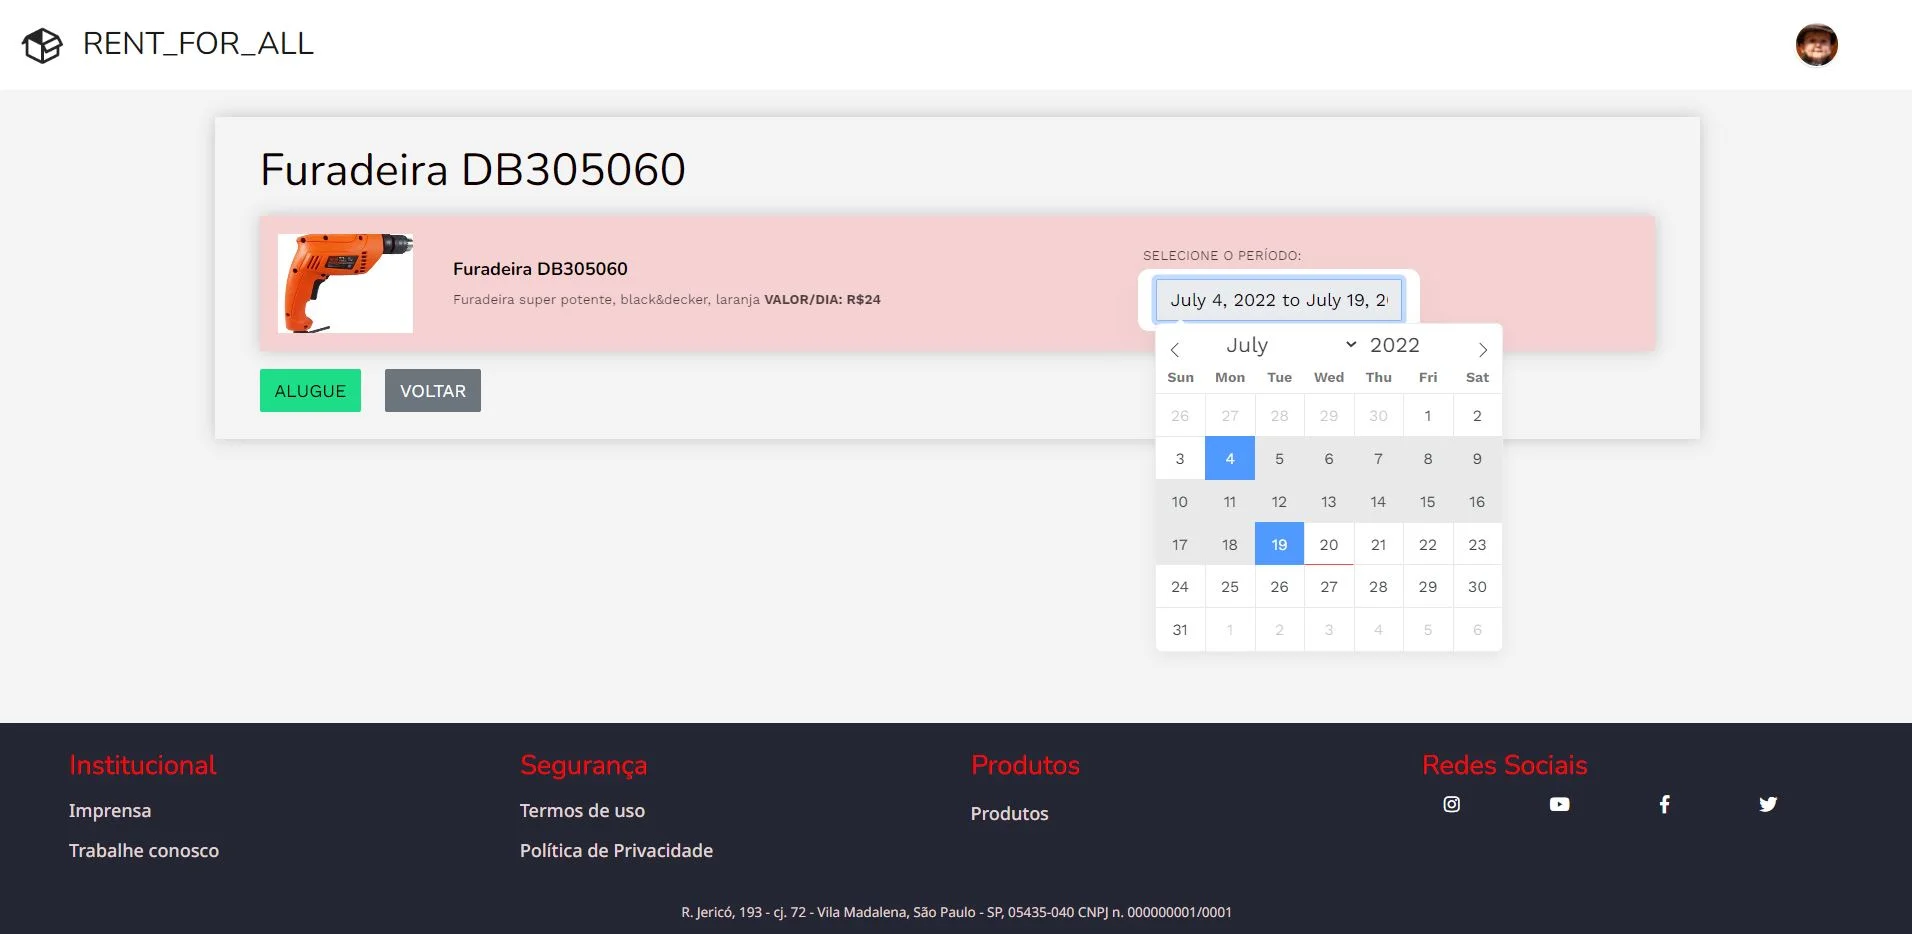 RENT_FOR_ALL
Furadeira DB305060
Furadeira DB305060
Furadeira super potente, black&decker, laranja VALOR/DIA: R$24
SELECIONE O PERÍODO:
July 4, 2022 to July 19, 2
ALUGUE VOLTAR
July 2022
Sun Mon Tue Wed Thu Fri Sat
26 27 28 29 30 1 2
3 4 5 6 7 8 9
10 11 12 13 14 15 16
17 18 19 20 21 22 23
24 25 26 27 28 29 30
31 1 2 3 4 5 6
Institucional
Imprensa
Trabalhe conosco
Segurança
Termos de uso
Política de Privacidade
Produtos
Produtos
Redes Sociais
R. Jericó, 193 - cj. 72 - Vila Madalena, São Paulo - SP, 05435-040 CNPJ n. 000000001/0001